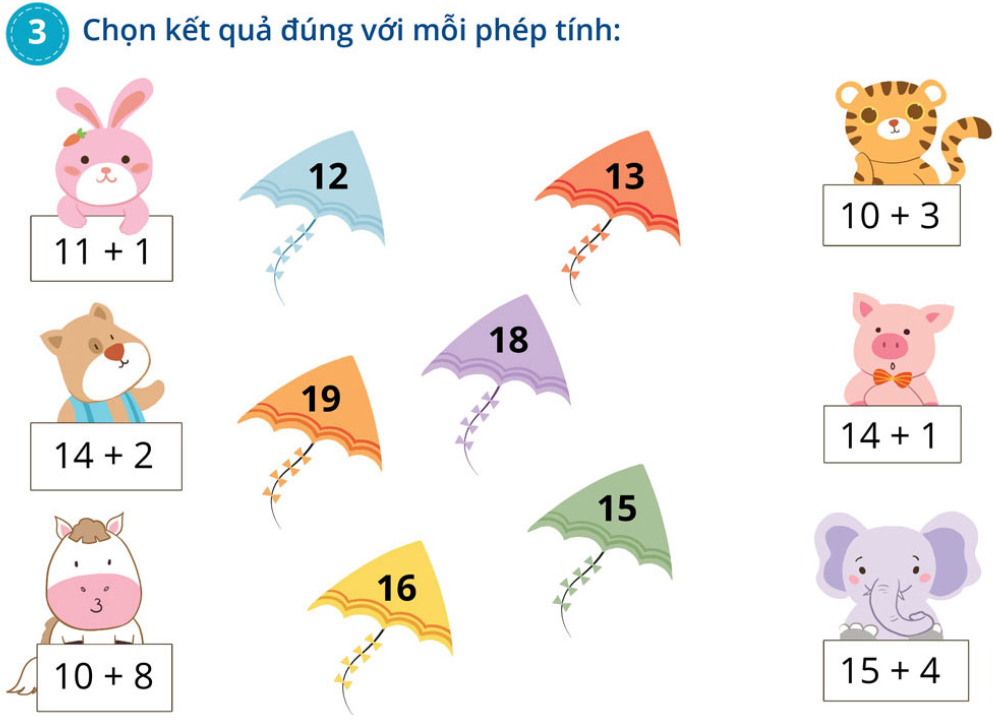 3 Chọn kết quả đúng với mỗi phép tính:
12
13
10 + 3
11 + 1
18
19
14 + 2
14 + 1
15
16
10 + 8
15 + 4